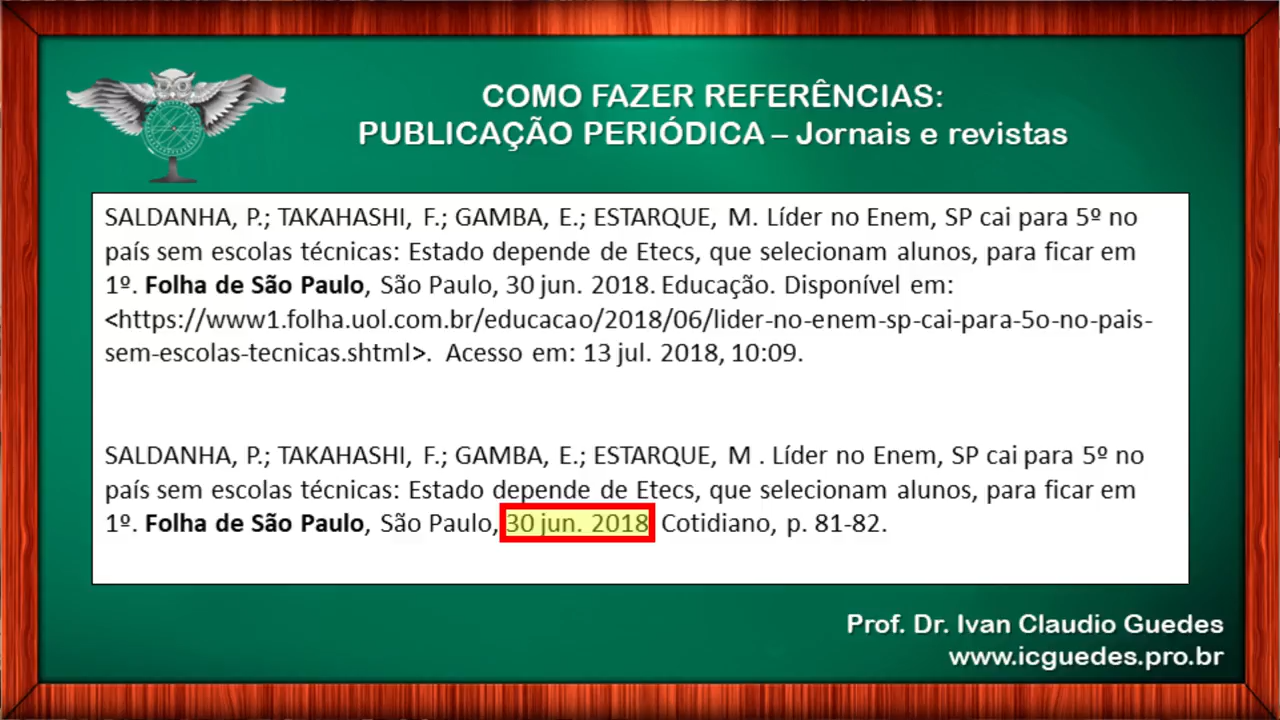 COMO FAZER REFERÊNCIAS:
PUBLICAÇÃO PERIÓDICA – Jornais e revistas
SALDANHA, P.; TAKAHASHI, F.; GAMBA, E.; ESTARQUE, M. Líder no Enem, SP cai para 5º no
país sem escolas técnicas: Estado depende de Etecs, que selecionam alunos, para ficar em
1º. Folha de São Paulo, São Paulo, 30 jun. 2018. Educação. Disponível em:
<https://www1.folha.uol.com.br/educacao/2018/06/lider-no-enem-sp-cai-para-5o-no-pais-
sem-escolas-tecnicas.shtml>. Acesso em: 13 jul. 2018, 10:09.
SALDANHA, P.; TAKAHASHI, F.; GAMBA, E.; ESTARQUE, M . Líder no Enem, SP cai para 5º no
país sem escolas técnicas: Estado depende de Etecs, que selecionam alunos, para ficar em
1º. Folha de São Paulo, São Paulo, 30 jun. 2018 Cotidiano, p. 81-82.
Prof. Dr. Ivan Claudio Guedes
www.icguedes.pro.br